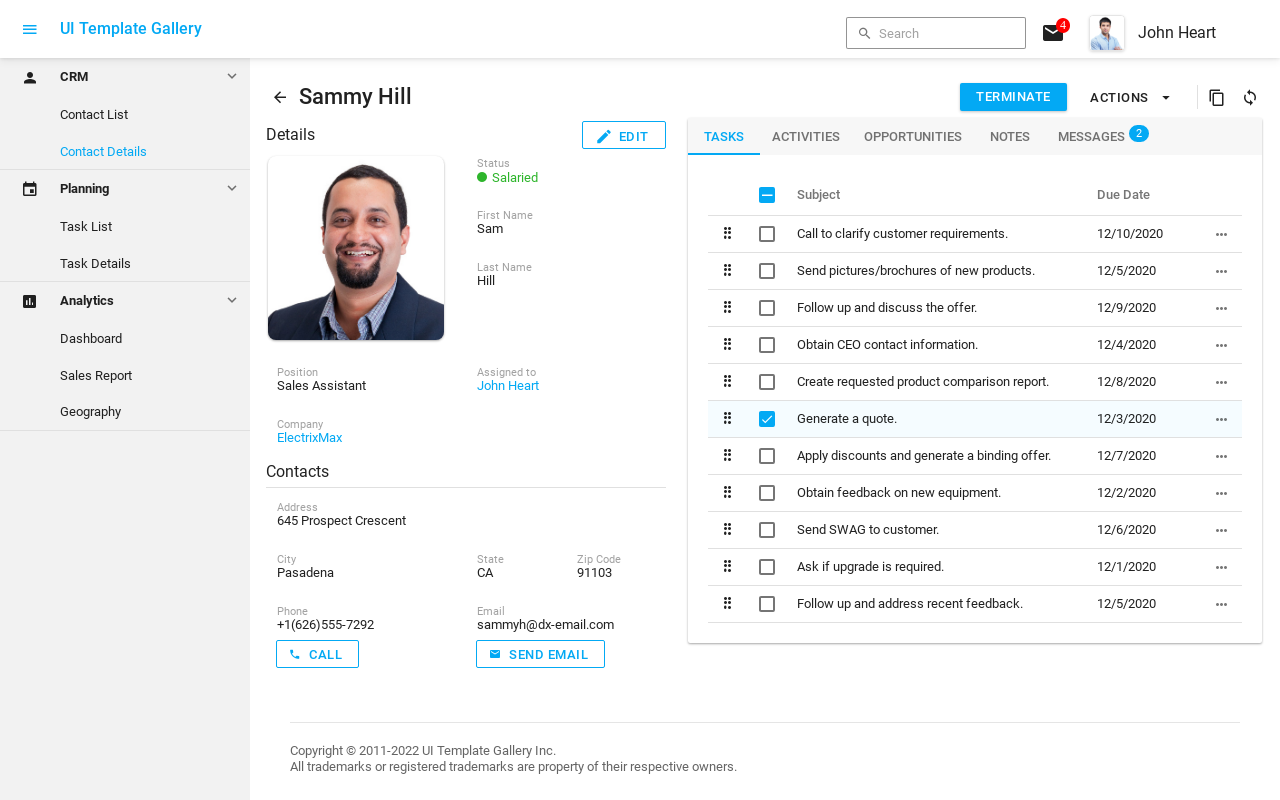 UI Template Gallery
Search
4
John Heart
CRM
Contact List
Contact Details
Planning
Task List
Task Details
Analytics
Dashboard
Sales Report
Geography
Sammy Hill
TERMINATE
ACTIONS
Details
EDIT
Status
Salaried
First Name
Sam
Last Name
Hill
Position
Sales Assistant
Assigned to
John Heart
Company
ElectrixMax
Contacts
Address
645 Prospect Crescent
City
Pasadena
State
CA
Zip Code
91103
Phone
+1(626)555-7292
Email
sammyh@dx-email.com
CALL
SEND EMAIL
TASKS ACTIVITIES OPPORTUNITIES NOTES MESSAGES 2
Subject Due Date
Call to clarify customer requirements. 12/10/2020
Send pictures/brochures of new products. 12/5/2020
Follow up and discuss the offer. 12/9/2020
Obtain CEO contact information. 12/4/2020
Create requested product comparison report. 12/8/2020
Generate a quote. 12/3/2020
Apply discounts and generate a binding offer. 12/7/2020
Obtain feedback on new equipment. 12/2/2020
Send SWAG to customer. 12/6/2020
Ask if upgrade is required. 12/1/2020
Follow up and address recent feedback. 12/5/2020
Copyright © 2011-2022 UI Template Gallery Inc.
All trademarks or registered trademarks are property of their respective owners.